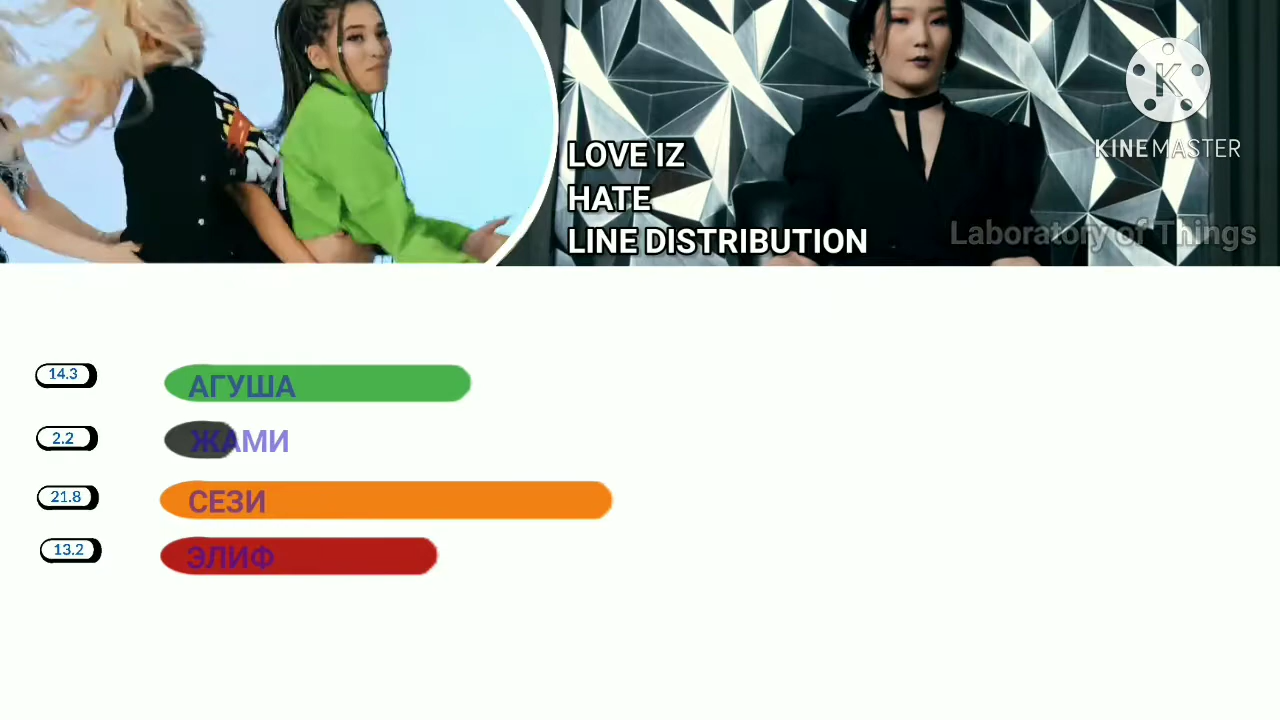 K
KINEMASTER
LOVE IZ
HATE
LINE DISTRIBUTION
Laboratory of Things
14.3
АГУША
2.2
ЖАМИ
21.8
СЕЗИ
13.2
ЭЛИФ